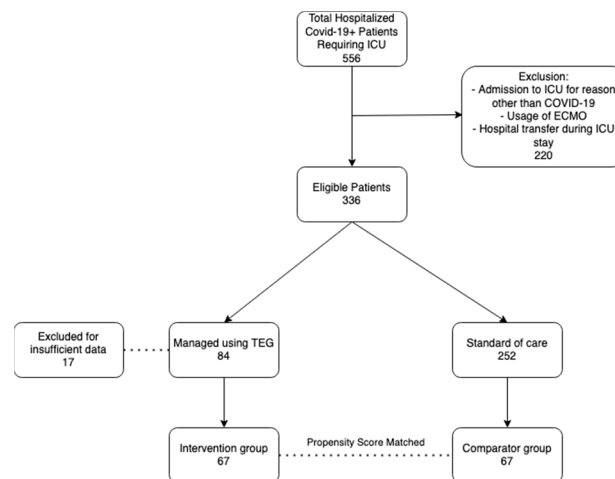 Total Hospitalized
Covid-19+ Patients
Requiring ICU
556
Exclusion:
- Admission to ICU for reason
other than COVID-19
- Usage of ECMO
- Hospital transfer during ICU
stay
220
Eligible Patients
336
Excluded for
insufficient data
17
Managed using TEG
84
Standard of care
252
Intervention group
67
Propensity Score Matched
Comparator group
67